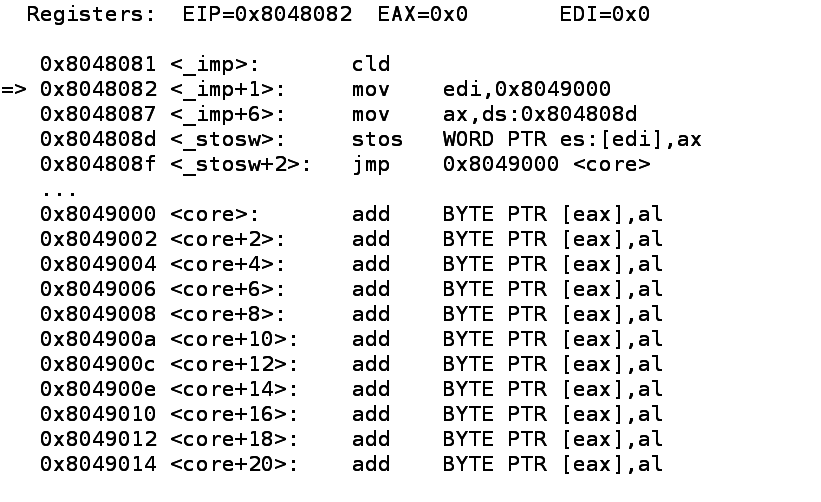 Registers:  EIP=0x8048082  EAX=0x0       EDI=0x0
0x8048081 <_imp>:       cld
=> 0x8048082 <_imp+1>:     mov    edi,0x8049000
0x8048087 <_imp+6>:     mov    ax,ds:0x804808d
0x804808d <_stosw>:     stos   WORD PTR es:[edi],ax
0x804808f <_stosw+2>:   jmp    0x8049000 <core>
...
0x8049000 <core>:       add    BYTE PTR [eax],al
0x8049002 <core+2>:     add    BYTE PTR [eax],al
0x8049004 <core+4>:     add    BYTE PTR [eax],al
0x8049006 <core+6>:     add    BYTE PTR [eax],al
0x8049008 <core+8>:     add    BYTE PTR [eax],al
0x804900a <core+10>:    add    BYTE PTR [eax],al
0x804900c <core+12>:    add    BYTE PTR [eax],al
0x804900e <core+14>:    add    BYTE PTR [eax],al
0x8049010 <core+16>:    add    BYTE PTR [eax],al
0x8049012 <core+18>:    add    BYTE PTR [eax],al
0x8049014 <core+20>:    add    BYTE PTR [eax],al